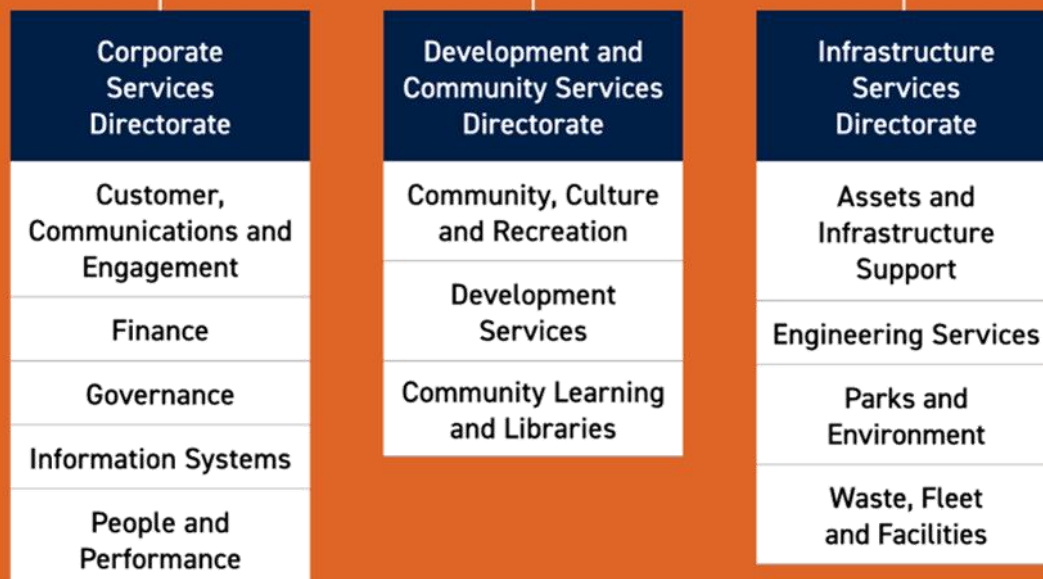 Corporate
Services
Directorate
Customer,
Communications and
Engagement
Finance
Governance
Information Systems
People and
Performance
Development and
Community Services
Directorate
Community, Culture
and Recreation
Development
Services
Community Learning
and Libraries
Infrastructure
Services
Directorate
Assets and
Infrastructure
Support
Engineering Services
Parks and
Environment
Waste, Fleet
and Facilities